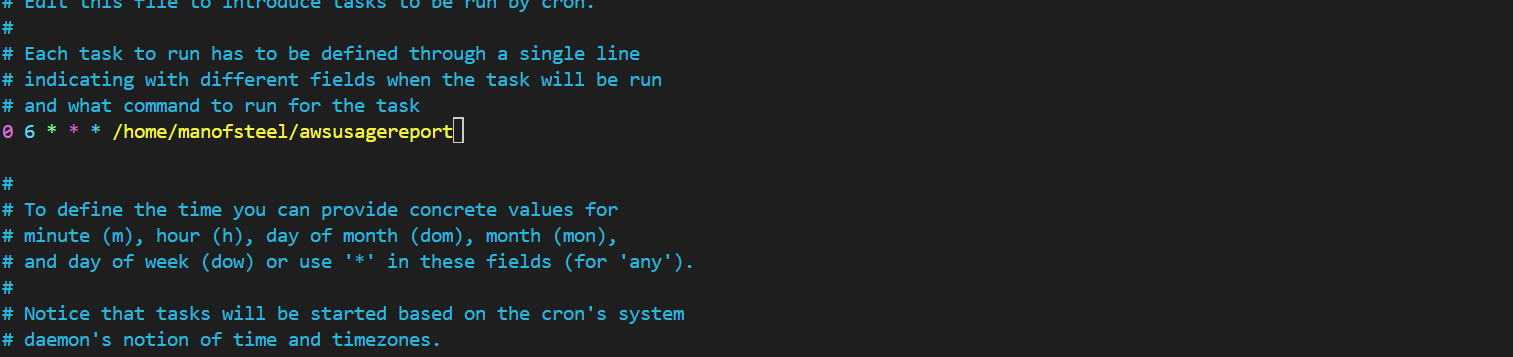 # Edit this file to introduce tasks to be run by cron.
#
# Each task to run has to be defined through a single line
# indicating with different fields when the task will be run
# and what command to run for the task
0 6 * * * /home/manofsteel/awsusagereport
#
# To define the time you can provide concrete values for
# minute (m), hour (h), day of month (dom), month (mon),
# and day of week (dow) or use '*' in these fields (for 'any').
#
# Notice that tasks will be started based on the cron's system
# daemon's notion of time and timezones.